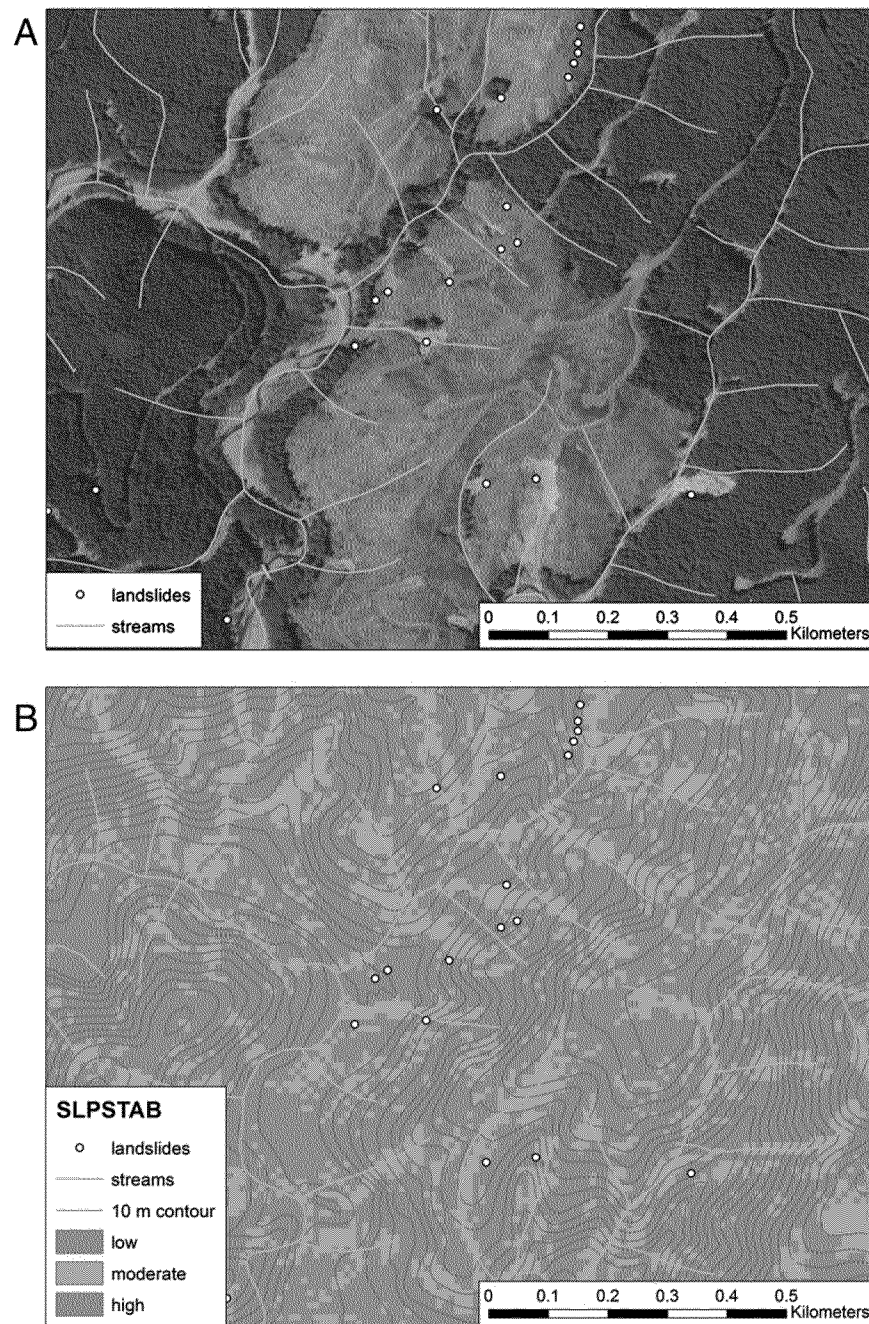 A
landslides
streams
0 0.1 0.2 0.3 0.4 0.5
Kilometers
B
SLPSTAB
landslides
streams
10 m contour
low
moderate
high
0 0.1 0.2 0.3 0.4 0.5
Kilometers